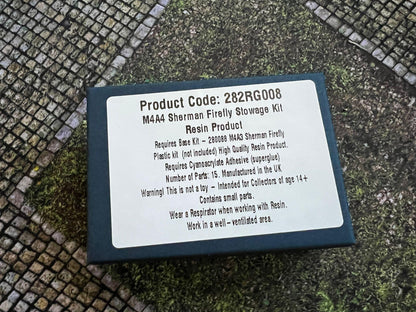 Product Code: 282RG008
M4A4 Sherman Firefly Stowage Kit
Resin Product
Requires Base Kit – 280088 M4A3 Sherman Firefly
Plastic kit (not included) High Quality Resin Product.
Requires Cyanoacrylate Adhesive (superglue)
Number of Parts: 15. Manufactured in the UK
Warning! This is not a toy – Intended for Collectors of age 14+
Contains small parts.
Wear a Respirator when working with Resin.
Work in a well – ventilated area.